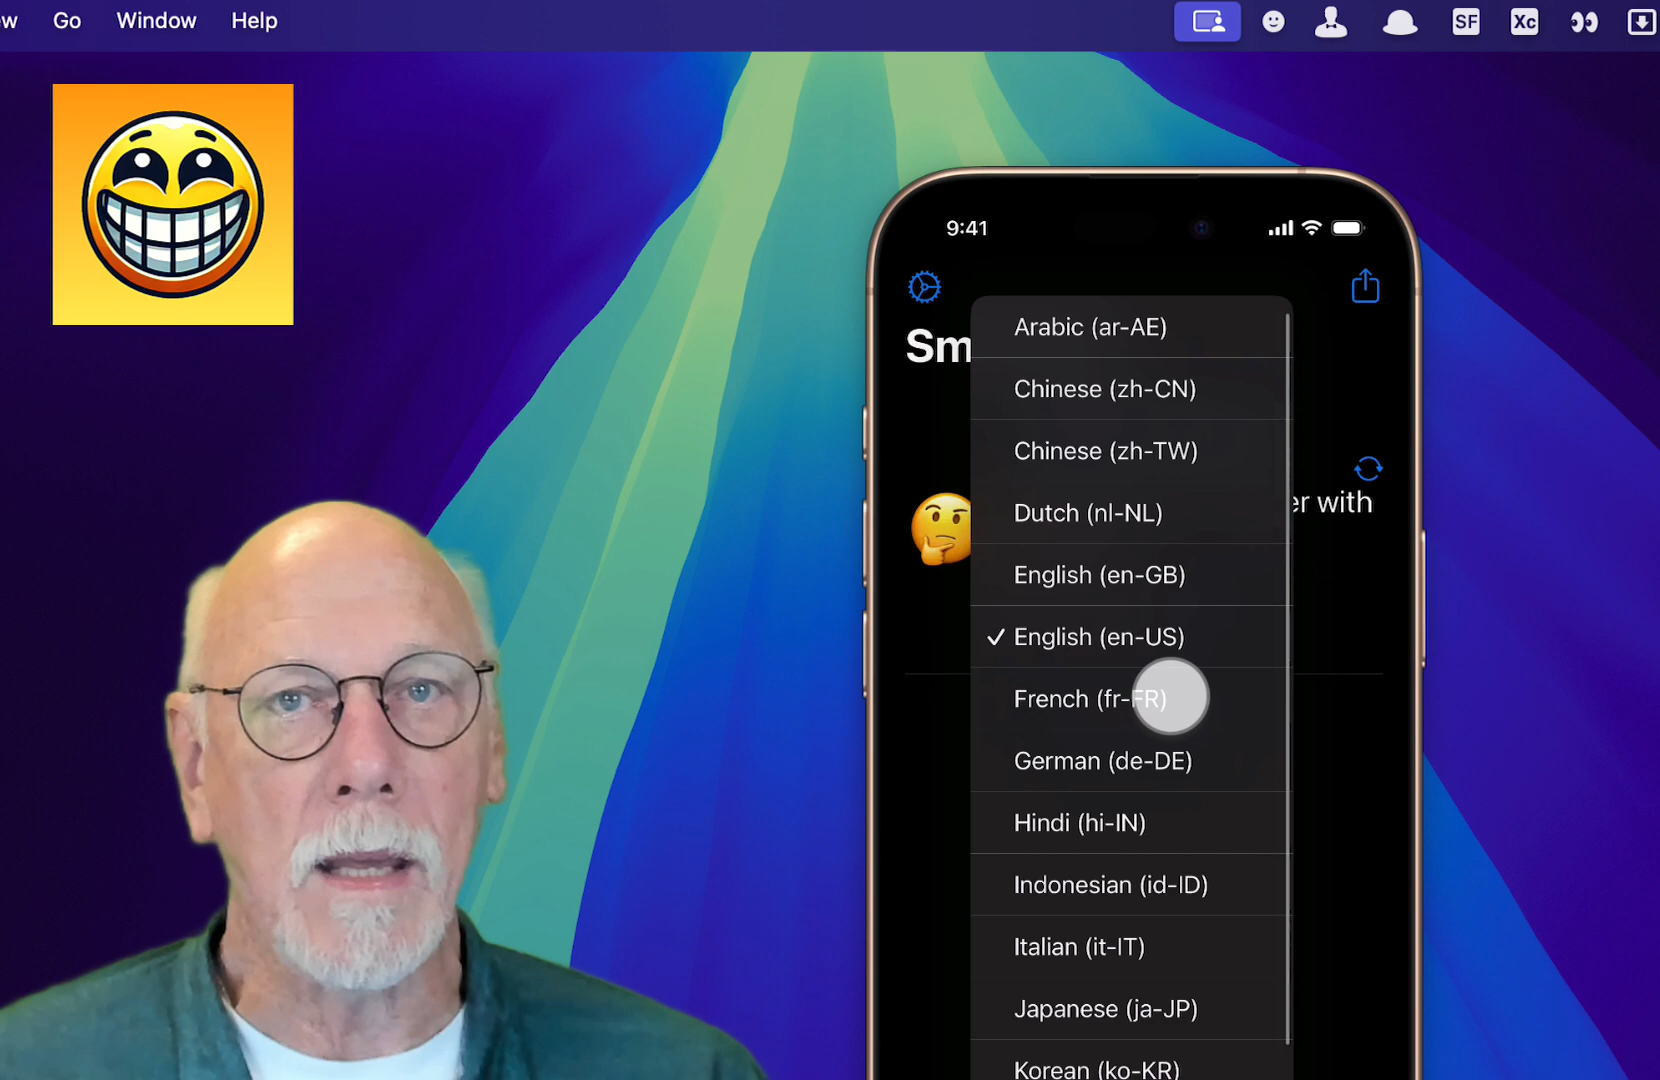 Go Window Help
SF Xc
9:41
Sm
Arabic (ar-AE)
Chinese (zh-CN)
Chinese (zh-TW)
Dutch (nl-NL)
er with
English (en-GB)
✓ English (en-US)
French (fr-FR)
German (de-DE)
Hindi (hi-IN)
Indonesian (id-ID)
Italian (it-IT)
Japanese (ja-JP)
Korean (ko-KR)